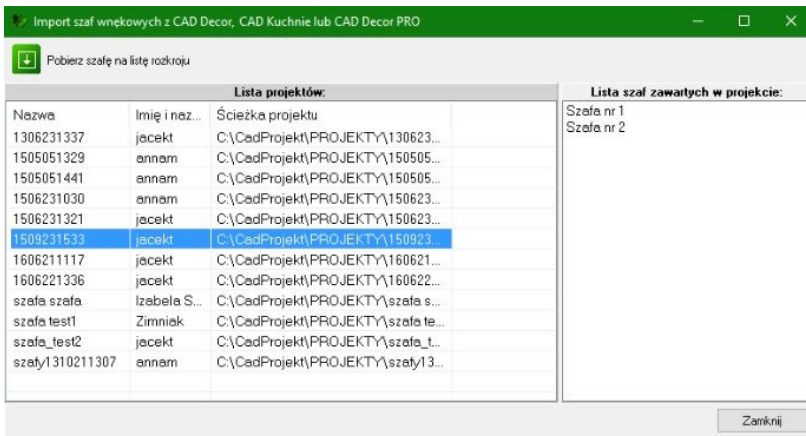 Import szaf wnękowych z CAD Decor, CAD Kuchnie lub CAD Decor PRO
Pobierz szafę na listę rozkroju
Lista projektów:
Nazwa Imię i naz... Ścieżka projektu
1306231337 jacekt C:\CadProjekt\PROJEKTY\130623...
1505051329 annam C:\CadProjekt\PROJEKTY\150505...
1505051441 annam C:\CadProjekt\PROJEKTY\150505...
1506231030 annam C:\CadProjekt\PROJEKTY\150623...
1506231321 jacekt C:\CadProjekt\PROJEKTY\150623...
1509231533 jacekt C:\CadProjekt\PROJEKTY\150923...
1606211117 jacekt C:\CadProjekt\PROJEKTY\160621...
1606221336 jacekt C:\CadProjekt\PROJEKTY\160622...
szafa szafa Izabela S... C:\CadProjekt\PROJEKTY\szafa s...
szafa test1 Zimniak C:\CadProjekt\PROJEKTY\szafa te...
szafa_test2 jacekt C:\CadProjekt\PROJEKTY\szafa_t...
szafy1310211307 annam C:\CadProjekt\PROJEKTY\szafy13...
Lista szaf zawartych w projekcie:
Szafa nr 1
Szafa nr 2
Zamknij